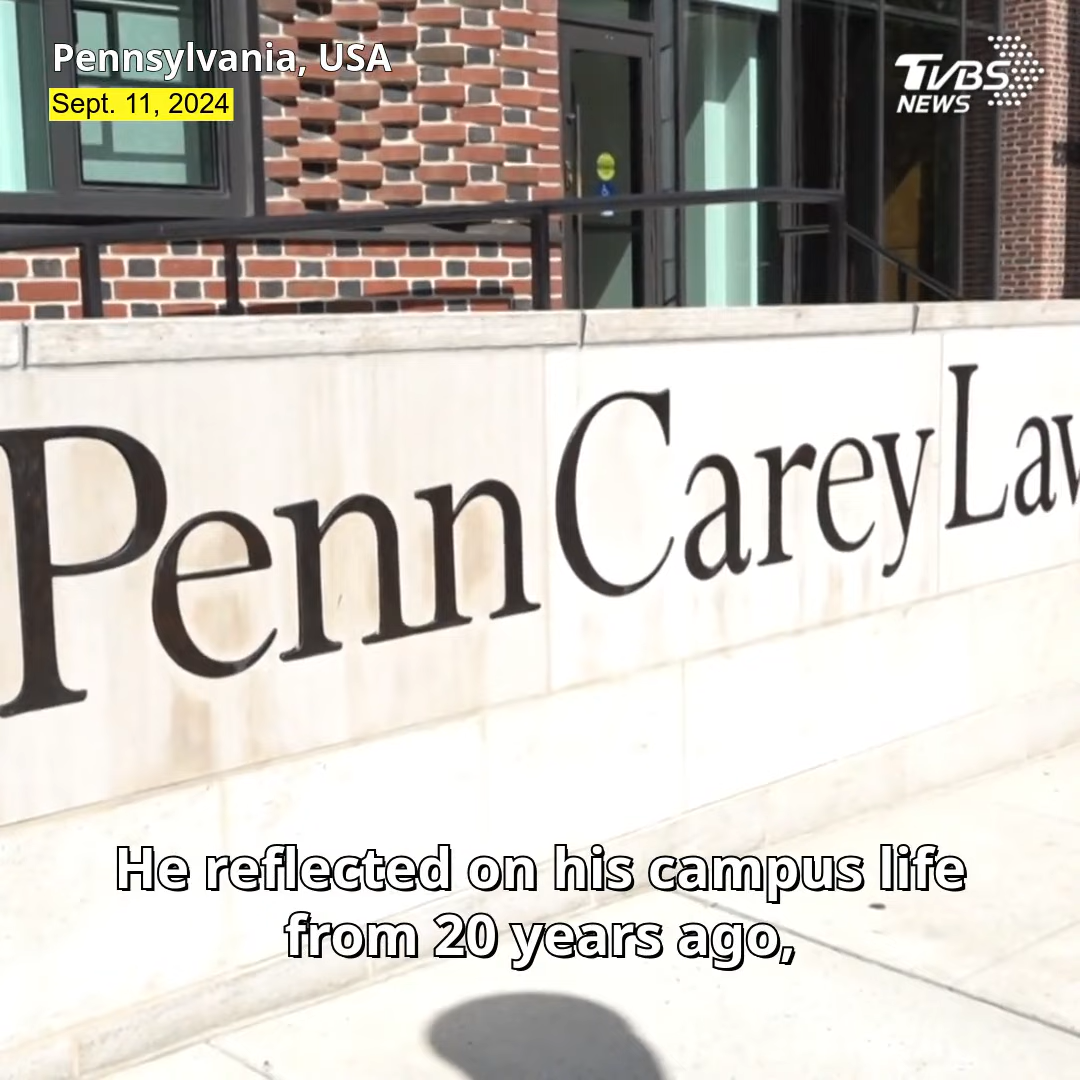 Pennsylvania, USA
Sept. 11, 2024
TVBS
NEWS
Penn Carey Law
He reflected on his campus life
from 20 years ago,